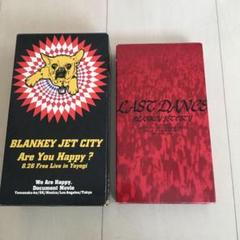 BLANKEY JET CITY
Are You Happy ?
8.26 Free Live in Yoyogi
We Are Happy.
Document Movie
LAST DANCE
BLANKEY JET CITY